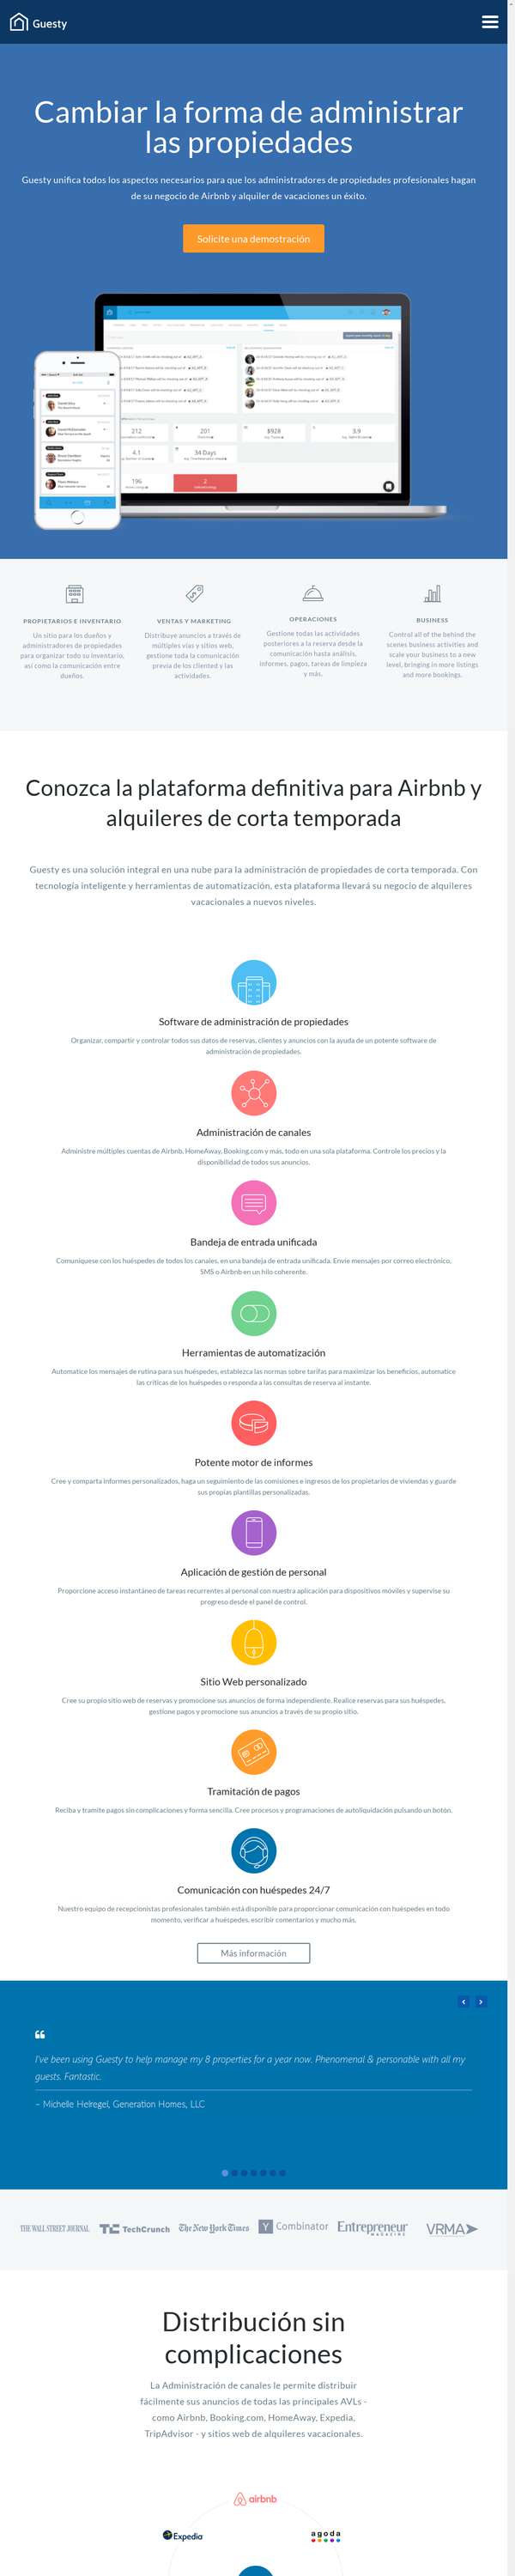 Guesty
Cambiar la forma de administrar
las propiedades
Guesty unifica todos los aspectos necesarios para que los administradores de propiedades profesionales hagan
de su negocio de Airbnb y alquiler de vacaciones un éxito.
Solicite una demostración
212
201
$928
3.9
4.1
34 Days
196
2
PROPIETARIOS E INVENTARIO
Un sitio para los dueños y
administradores de propiedades
para organizar todo su inventario,
así como la comunicación entre
dueños.
VENTAS Y MARKETING
Distribuye anuncios a través de
múltiples vías y sitios web,
gestione toda la comunicación
previa de los cliented y las
actividades.
OPERACIONES
Gestione todas las actividades
posteriores a la reserva desde la
comunicación hasta análisis,
informes, pagos, tareas de limpieza
y más.
BUSINESS
Control all of the behind the
scenes business activities and
scale your business to a new
level, bringing in more listings
and more bookings.
Conozca la plataforma definitiva para Airbnb y
alquileres de corta temporada
Guesty es una solución integral en una nube para la administración de propiedades de corta temporada. Con
tecnología inteligente y herramientas de automatización, esta plataforma llevará su negocio de alquileres
vacacionales a nuevos niveles.
Software de administración de propiedades
Organizar, compartir y controlar todos sus datos de reservas, clientes y anuncios con la ayuda de un potente software de
administración de propiedades.
Administración de canales
Administre múltiples cuentas de Airbnb, HomeAway, Booking.com y más, todo en una sola plataforma. Controle los precios y la
disponibilidad de todos sus anuncios.
Bandeja de entrada unificada
Comuníquese con los huéspedes de todos los canales, en una bandeja de entrada unificada. Envíe mensajes por correo electrónico,
SMS o Airbnb en un hilo coherente.
Herramientas de automatización
Automatice los mensajes de rutina para sus huéspedes, establezca las normas sobre tarifas para maximizar los beneficios, automatice
las críticas de los huéspedes o responda a las consultas de reserva al instante.
Potente motor de informes
Cree y comparta informes personalizados, haga un seguimiento de las comisiones e ingresos de los propietarios de viviendas y guarde
sus propias plantillas personalizadas.
Aplicación de gestión de personal
Proporcione acceso instantáneo de tareas recurrentes al personal con nuestra aplicación para dispositivos móviles y supervise su
progreso desde el panel de control.
Sitio Web personalizado
Cree su propio sitio web de reservas y promocione sus anuncios de forma independiente. Realice reservas para sus huéspedes,
gestione pagos y promocione sus anuncios a través de su propio sitio.
Tramitación de pagos
Reciba y tramite pagos sin complicaciones y forma sencilla. Cree procesos y programaciones de autoliquidación pulsando un botón.
Comunicación con huéspedes 24/7
Nuestro equipo de recepcionistas profesionales también está disponible para proporcionar comunicación con huéspedes en todo
momento, verificar a huéspedes, escribir comentarios y mucho más.
Más información
I've been using Guesty to help manage my 8 properties for a year now. Phenomenal & personable with all my
guests. Fantastic.
– Michelle Helregel, Generation Homes, LLC
THE WALL STREET JOURNAL
TechCrunch
The New York Times
Y Combinator
Entrepreneur
MAGAZINE
VRMA
Distribución sin
complicaciones
La Administración de canales le permite distribuir
fácilmente sus anuncios de todas las principales AVLs -
como Airbnb, Booking.com, HomeAway, Expedia,
TripAdvisor - y sitios web de alquileres vacacionales.
airbnb
Expedia
agoda